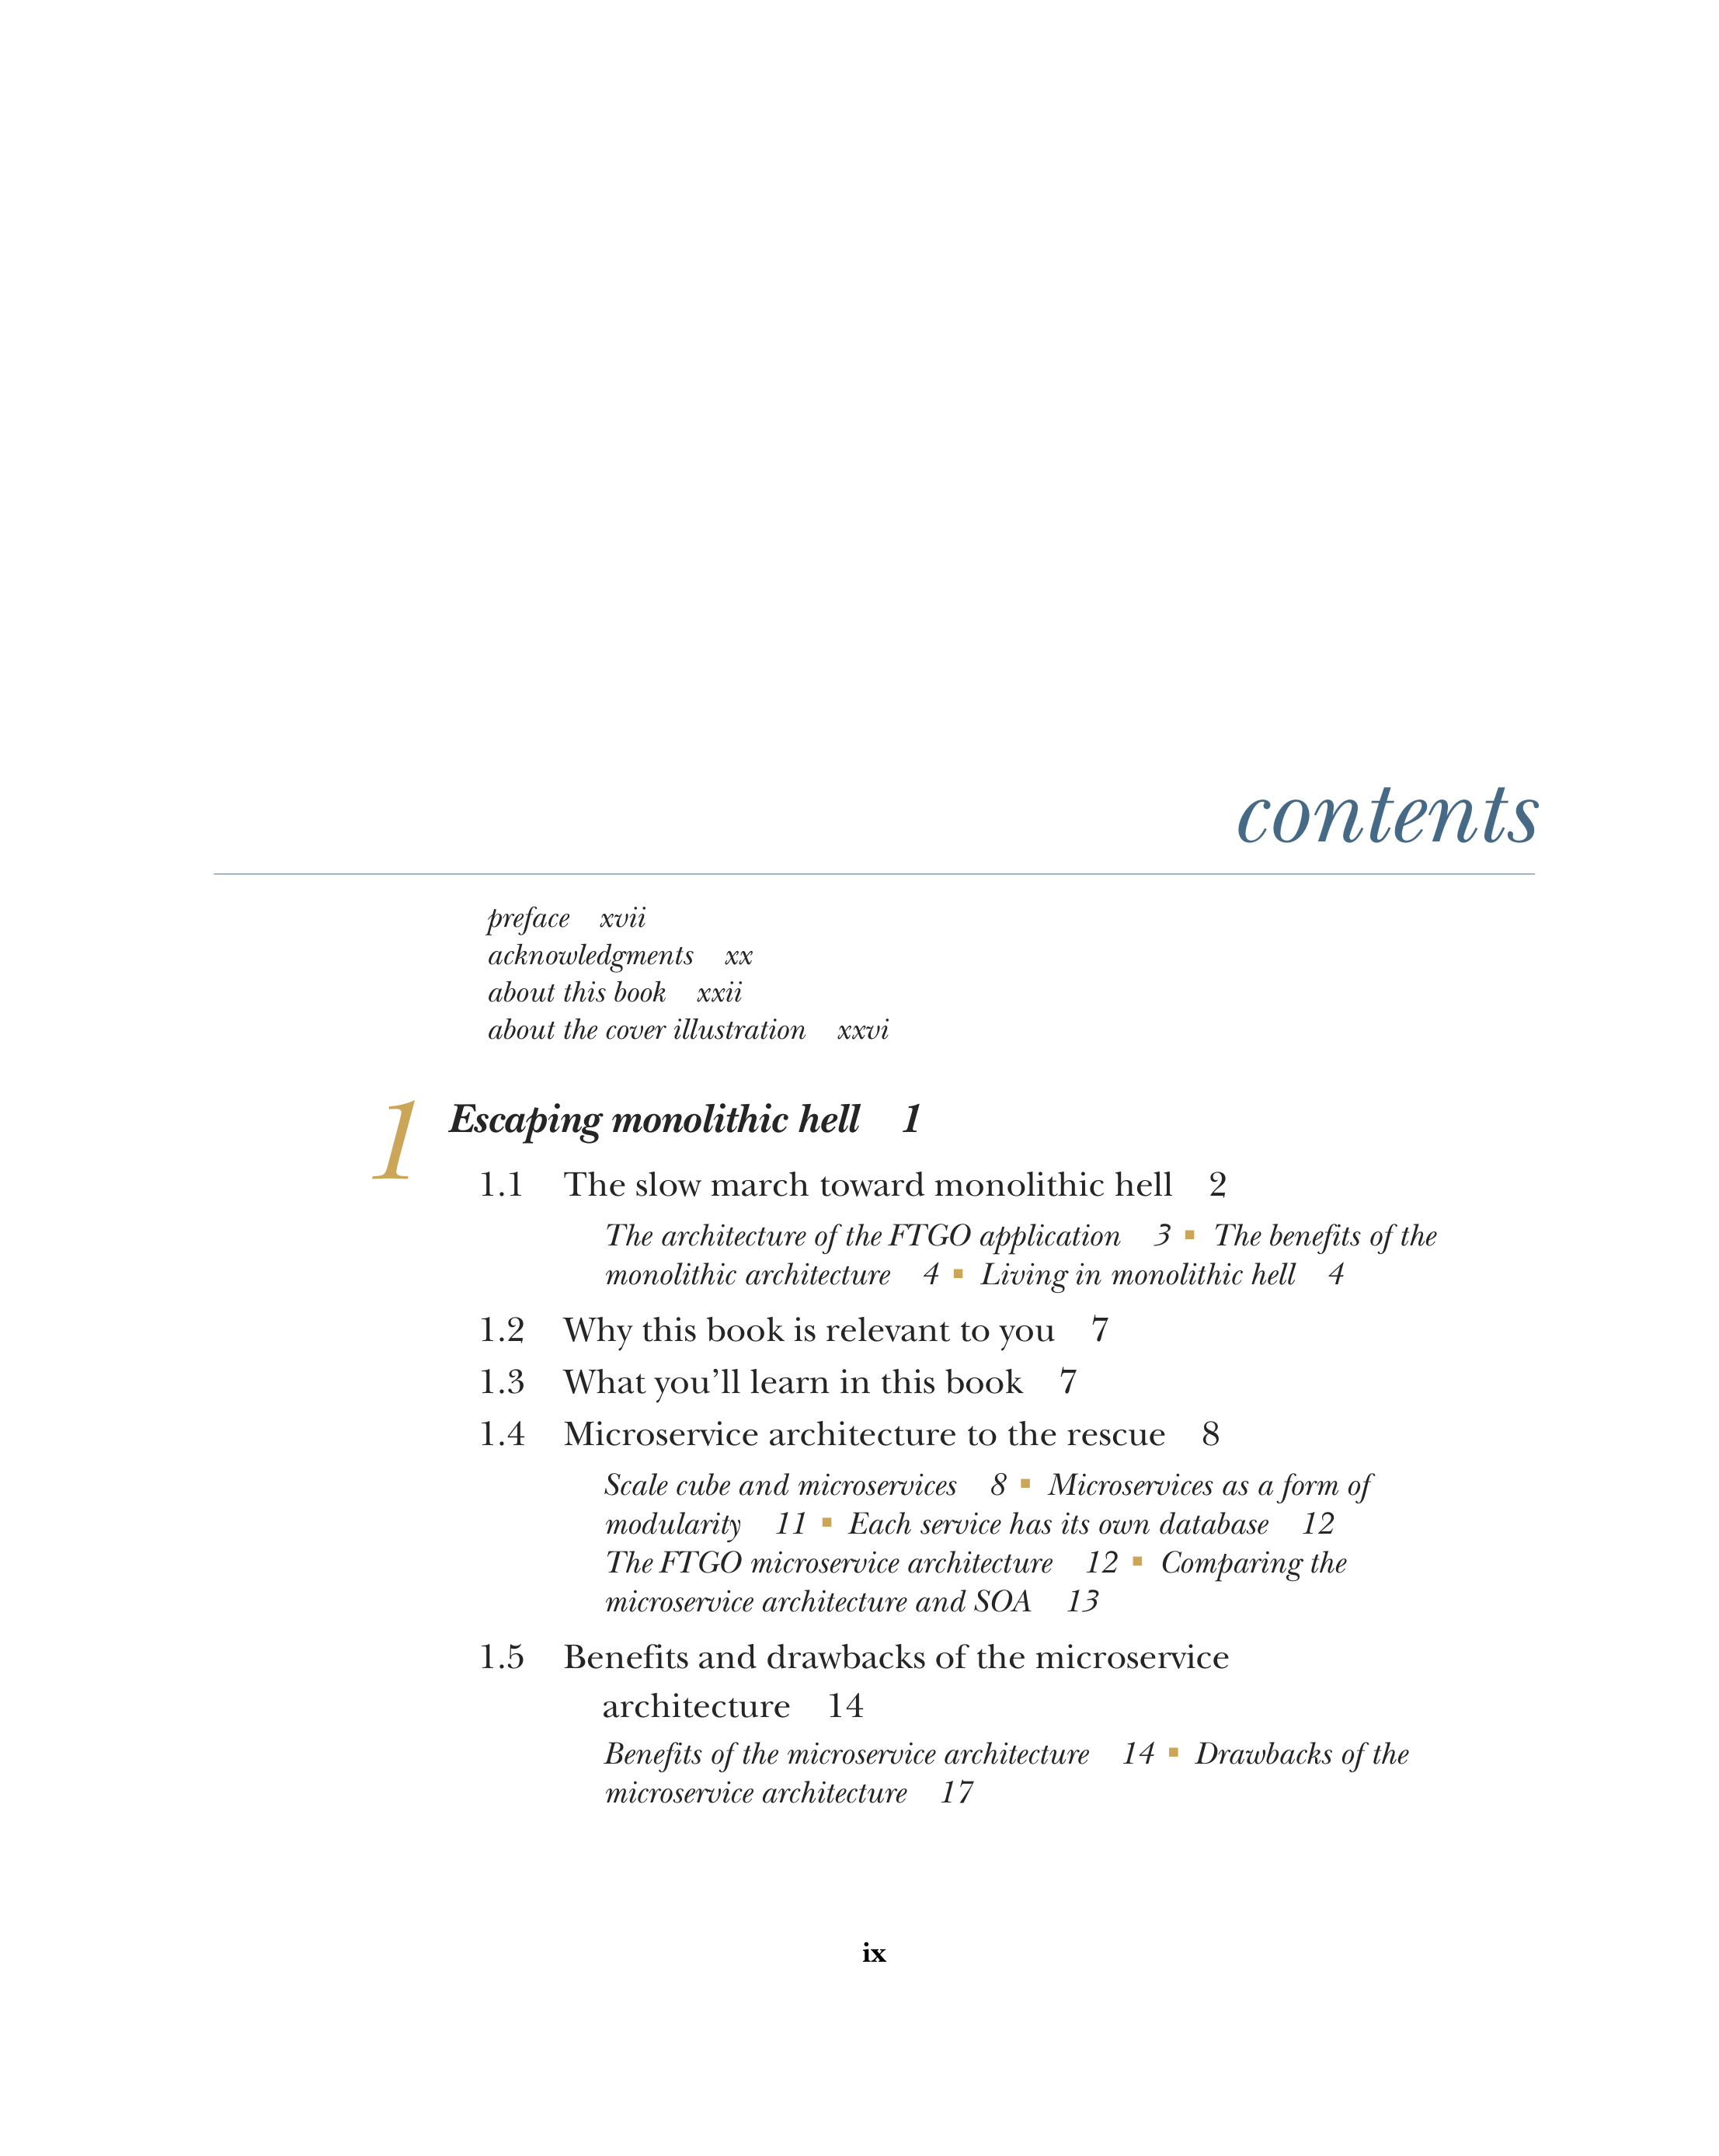 contents
preface xvii
acknowledgments xx
about this book xxii
about the cover illustration xxvi
1 Escaping monolithic hell 1
1.1 The slow march toward monolithic hell 2
The architecture of the FTGO application 3 ▪ The benefits of the
monolithic architecture 4 ▪ Living in monolithic hell 4
1.2 Why this book is relevant to you 7
1.3 What you’ll learn in this book 7
1.4 Microservice architecture to the rescue 8
Scale cube and microservices 8 ▪ Microservices as a form of
modularity 11 ▪ Each service has its own database 12
The FTGO microservice architecture 12 ▪ Comparing the
microservice architecture and SOA 13
1.5 Benefits and drawbacks of the microservice
architecture 14
Benefits of the microservice architecture 14 ▪ Drawbacks of the
microservice architecture 17
ix